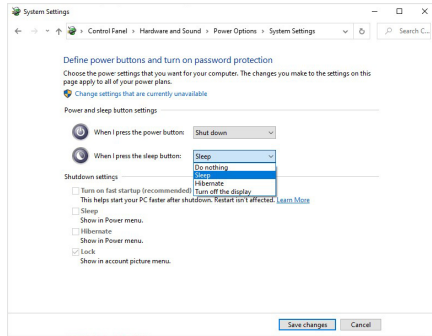 System Settings
Control Panel > Hardware and Sound > Power Options > System Settings
Search C...
Define power buttons and turn on password protection
Choose the power settings that you want for your computer. The changes you make to the settings on this
page apply to all of your power plans.
Change settings that are currently unavailable
Power and sleep button settings
When I press the power button: Shut down
When I press the sleep button: Sleep
Do nothing
Sleep
Hibernate
Turn off the display
Shutdown settings
Turn on fast startup (recommended)
This helps start your PC faster after shutdown. Restart isn't affected. Learn More
Sleep
Show in Power menu.
Hibernate
Show in Power menu.
Lock
Show in account picture menu.
Save changes Cancel